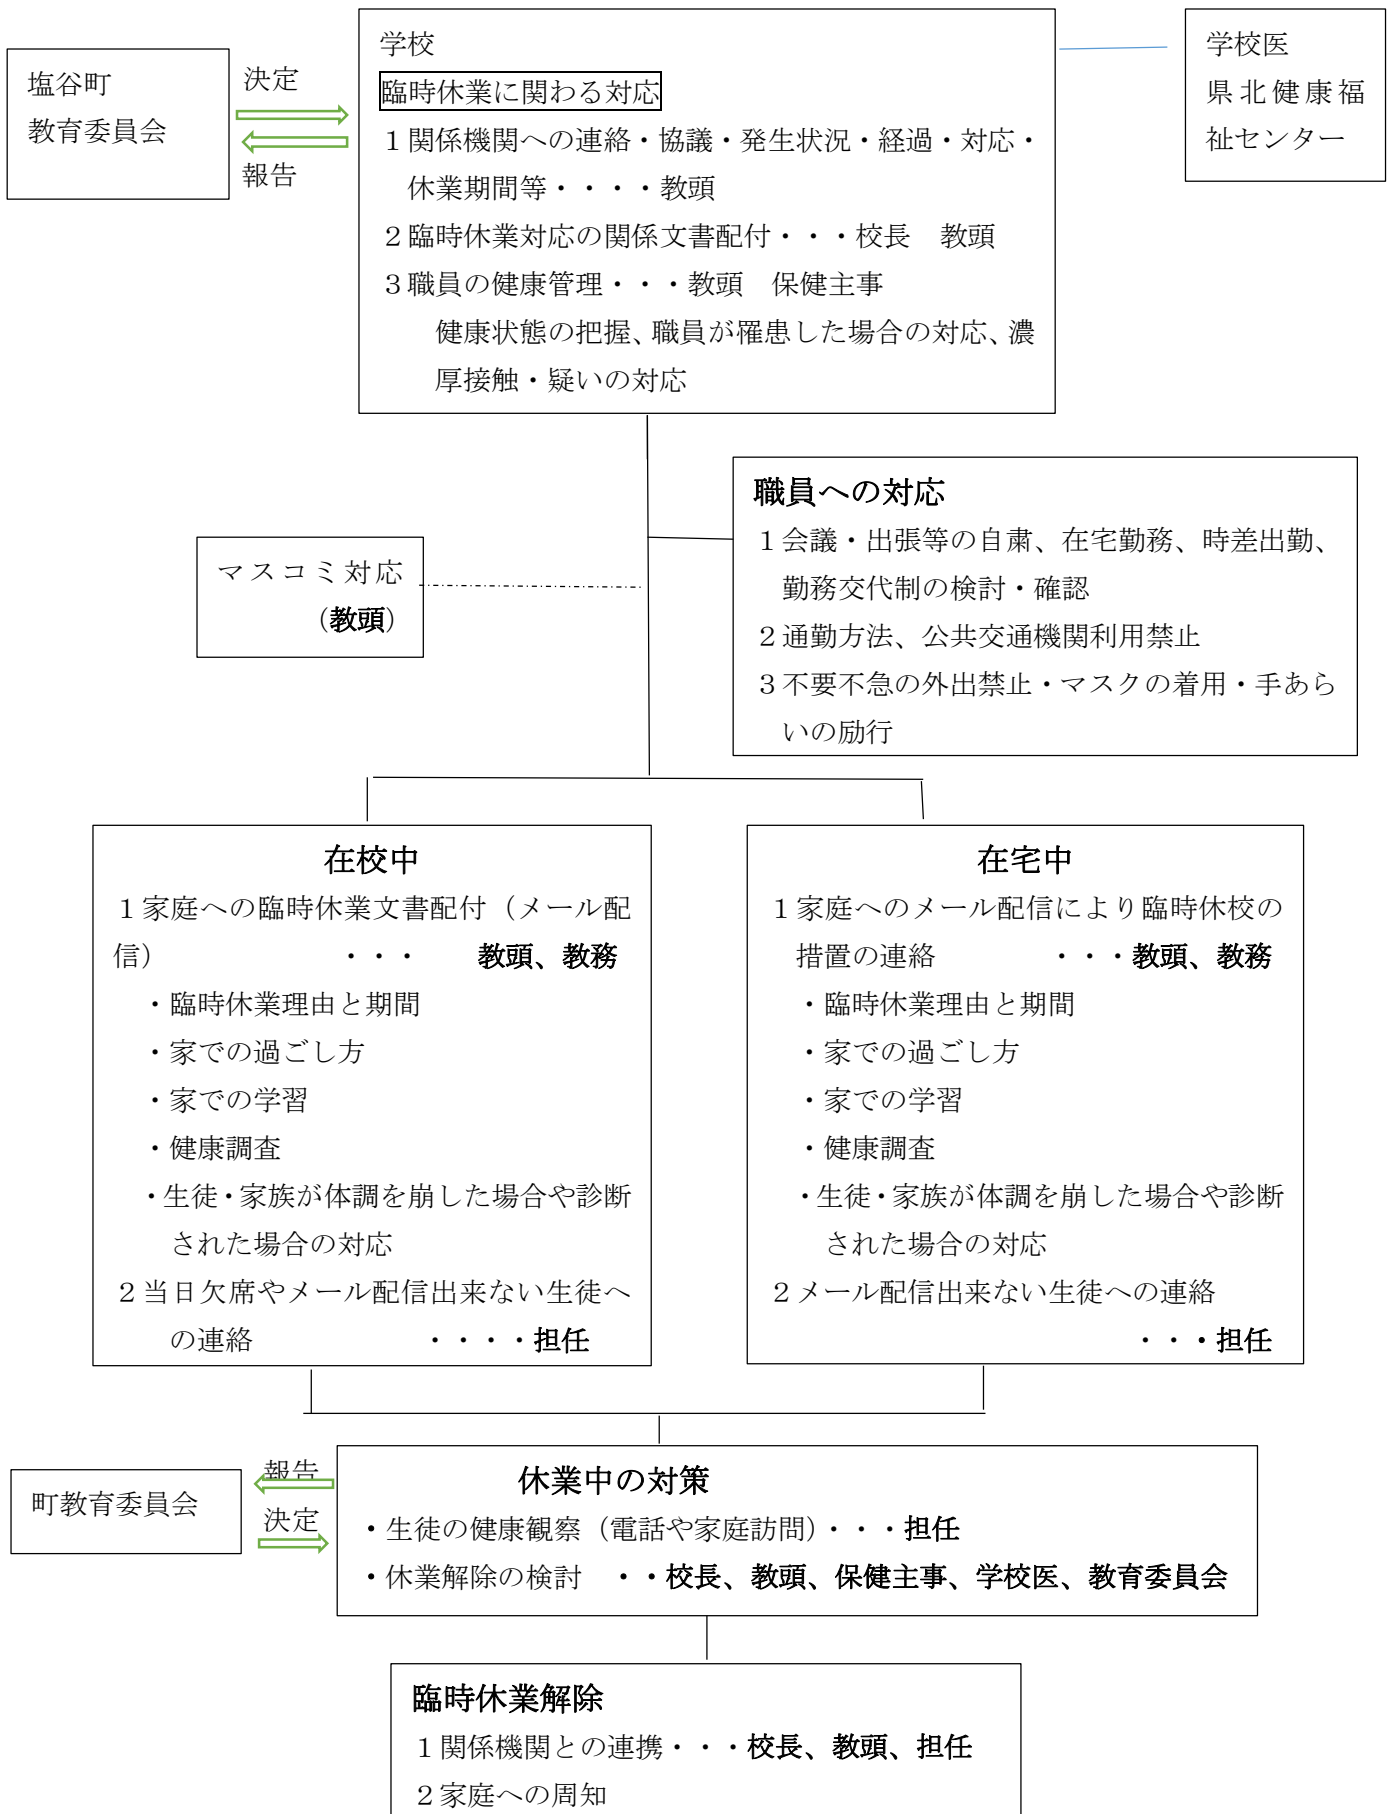 塩谷町
教育委員会
決定
報告
学校
臨時休業に関わる対応
１関係機関への連絡・協議・発生状況・経過・対応・
休業期間等・・・・教頭
２臨時休業対応の関係文書配付・・・校長　教頭
３職員の健康管理・・・教頭　保健主事
健康状態の把握、職員が罹患した場合の対応、濃
厚接触・疑いの対応
学校医
県北健康福
祉センター
職員への対応
１会議・出張等の自粛、在宅勤務、時差出勤、
勤務交代制の検討・確認
２通勤方法、公共交通機関利用禁止
３不要不急の外出禁止・マスクの着用・手あら
いの励行
マスコミ対応
（教頭）
在校中
１家庭への臨時休業文書配付（メール配
信）　　・・・　教頭、教務
・臨時休業理由と期間
・家での過ごし方
・家での学習
・健康調査
・生徒・家族が体調を崩した場合や診断
された場合の対応
２当日欠席やメール配信出来ない生徒へ
の連絡　　・・・・担任
在宅中
１家庭へのメール配信により臨時休校の
措置の連絡　　・・・教頭、教務
・臨時休業理由と期間
・家での過ごし方
・家での学習
・健康調査
・生徒・家族が体調を崩した場合や診断
された場合の対応
２メール配信出来ない生徒への連絡
・・・担任
町教育委員会
報告
決定
休業中の対策
・生徒の健康観察（電話や家庭訪問）・・・担任
・休業解除の検討　・・校長、教頭、保健主事、学校医、教育委員会
臨時休業解除
１関係機関との連携・・・校長、教頭、担任
２家庭への周知